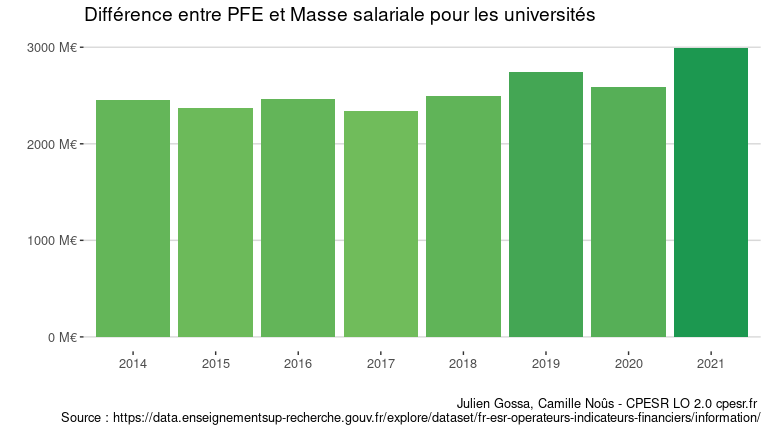 Différence entre PFE et Masse salariale pour les universités
3000 M€
2000 M€
1000 M€
0 M€
2014 2015 2016 2017 2018 2019 2020 2021
Julien Gossa, Camille Noûs - CPESR LO 2.0 cpesr.fr
Source : https://data.enseignementsup-recherche.gouv.fr/explore/dataset/fr-esr-operateurs-indicateurs-financiers/information/